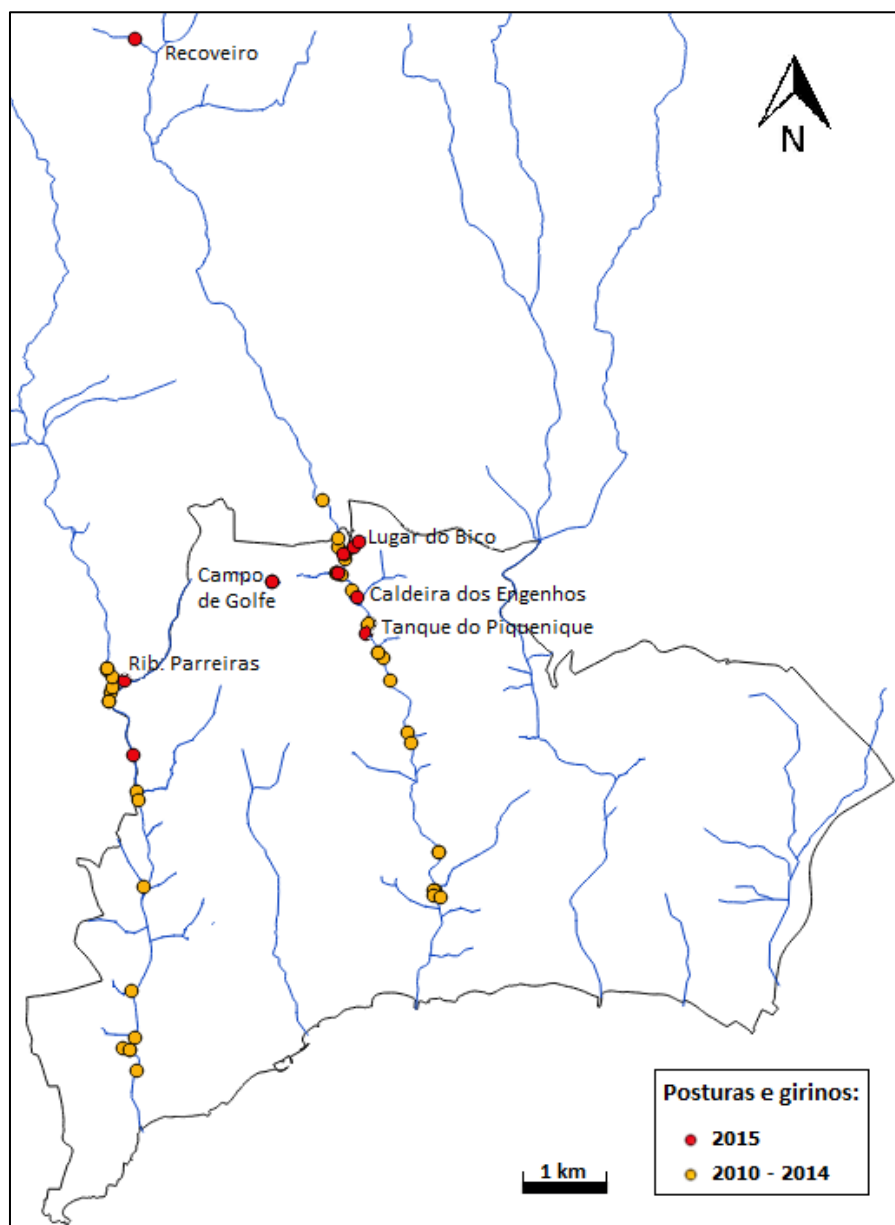 Recoveiro
N
Lugar do Bico
Campo
de Golfe
Caldeira dos Engenhos
Tanque do Piquenique
Rib. Parreiras
Posturas e girinos:
2015
2010 - 2014
1 km